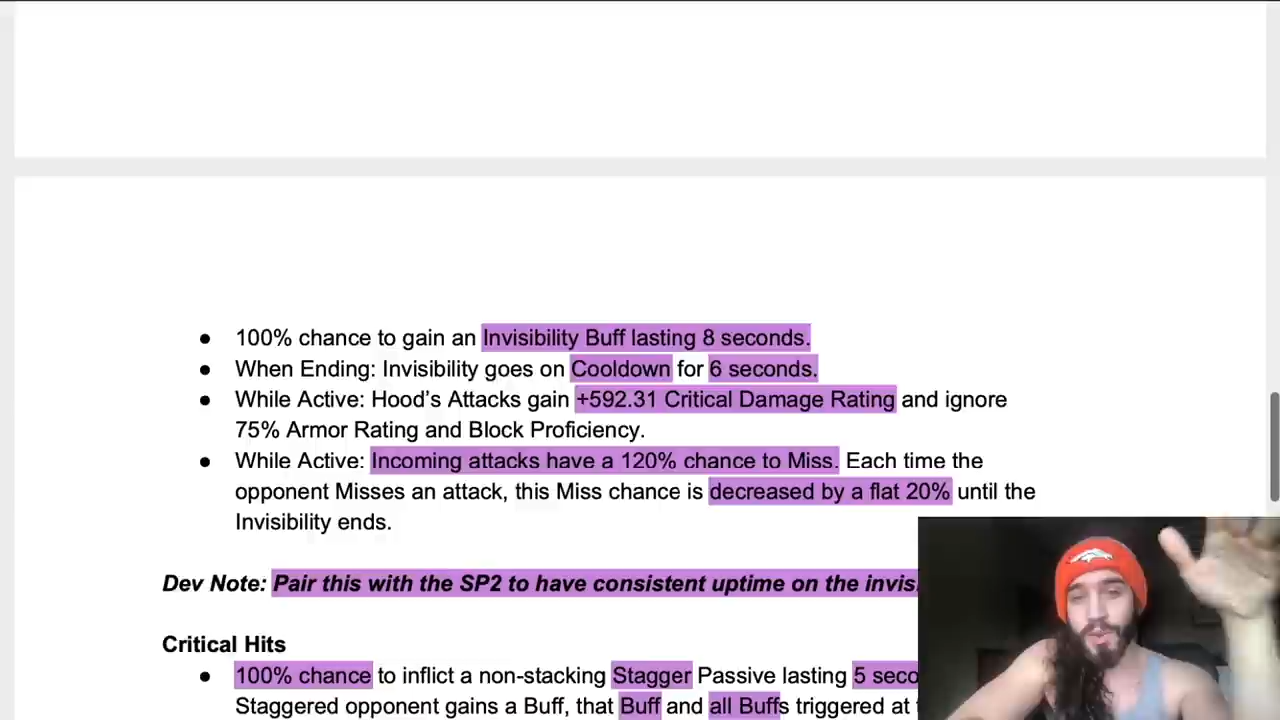 ● 100% chance to gain an Invisibility Buff lasting 8 seconds.
● When Ending: Invisibility goes on Cooldown for 6 seconds.
● While Active: Hood's Attacks gain +592.31 Critical Damage Rating and ignore
75% Armor Rating and Block Proficiency.
● While Active: Incoming attacks have a 120% chance to Miss. Each time the
opponent Misses an attack, this Miss chance is decreased by a flat 20% until the
Invisibility ends.
Dev Note: Pair this with the SP2 to have consistent uptime on the
Critical Hits
● 100% chance to inflict a non-stacking Stagger Passive lasting 5
Staggered opponent gains a Buff, that Buff and all Buffs triggered at